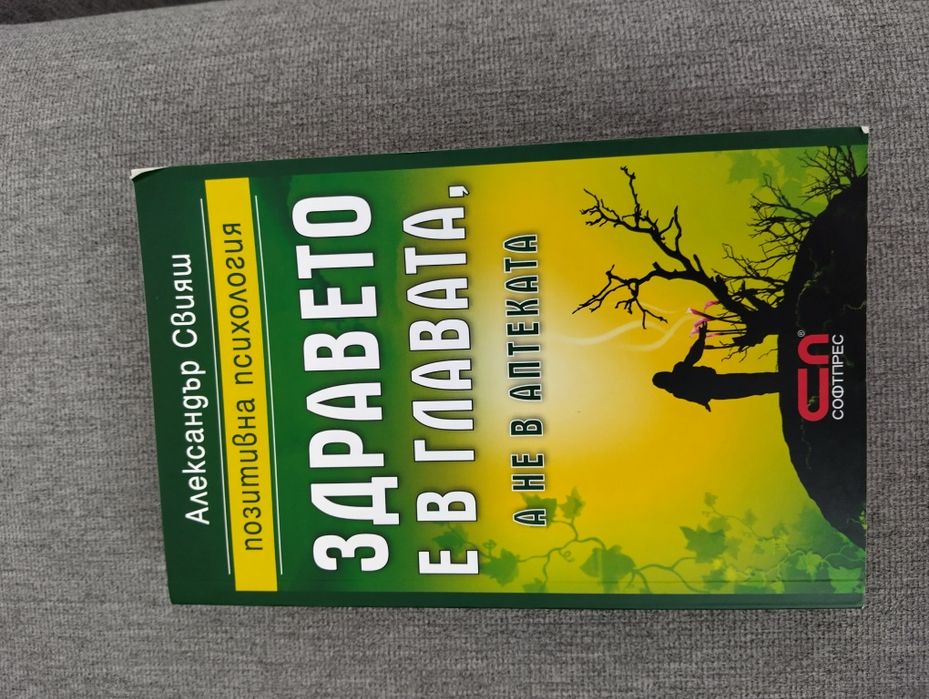 Александър Свияш
позитивна психология
ЗДРАВЕТО
Е В ГЛАВАТА,
А НЕ В АПТЕКАТА
СП®
СОФТПРЕС